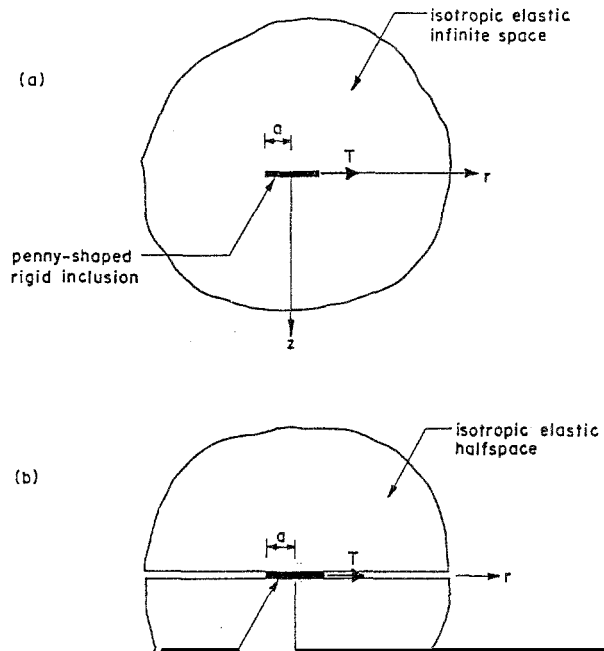 (a)
isotropic elastic
infinite space
a
T
r
penny-shaped
rigid inclusion
z
(b)
isotropic elastic
halfspace
a
T
r